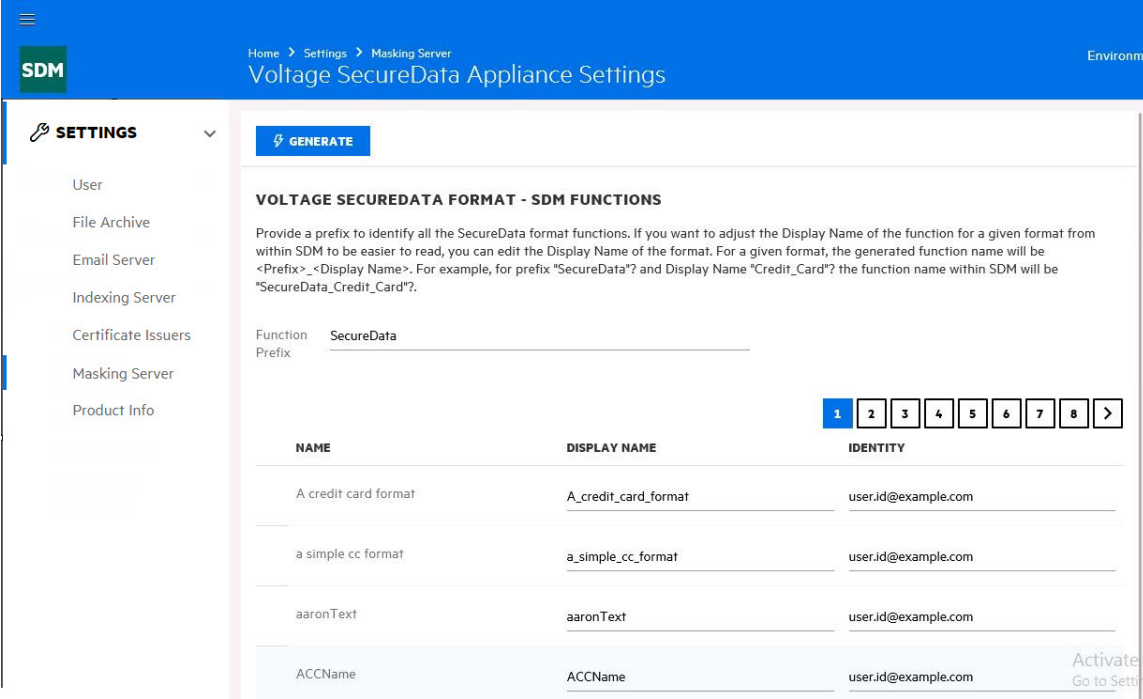 Home > Settings > Masking Server
Environm
SDM
Voltage SecureData Appliance Settings
SETTINGS
User
File Archive
Email Server
Indexing Server
Certificate Issuers
Masking Server
Product Info
GENERATE
VOLTAGE SECUREDATA FORMAT - SDM FUNCTIONS
Provide a prefix to identify all the SecureData format functions. If you want to adjust the Display Name of the function for a given format from
within SDM to be easier to read, you can edit the Display Name of the format. For a given format, the generated function name will be
<Prefix>_<Display Name>. For example, for prefix "SecureData"? and Display Name "Credit_Card"? the function name within SDM will be
"SecureData_Credit_Card"?.
Function Prefix
SecureData
1 2 3 4 5 6 7 8 >
NAME DISPLAY NAME IDENTITY
A credit card format A_credit_card_format user.id@example.com
a simple cc format a_simple_cc_format user.id@example.com
aaronText aaronText user.id@example.com
ACCName ACCName user.id@example.com
Activate
Go to Setti